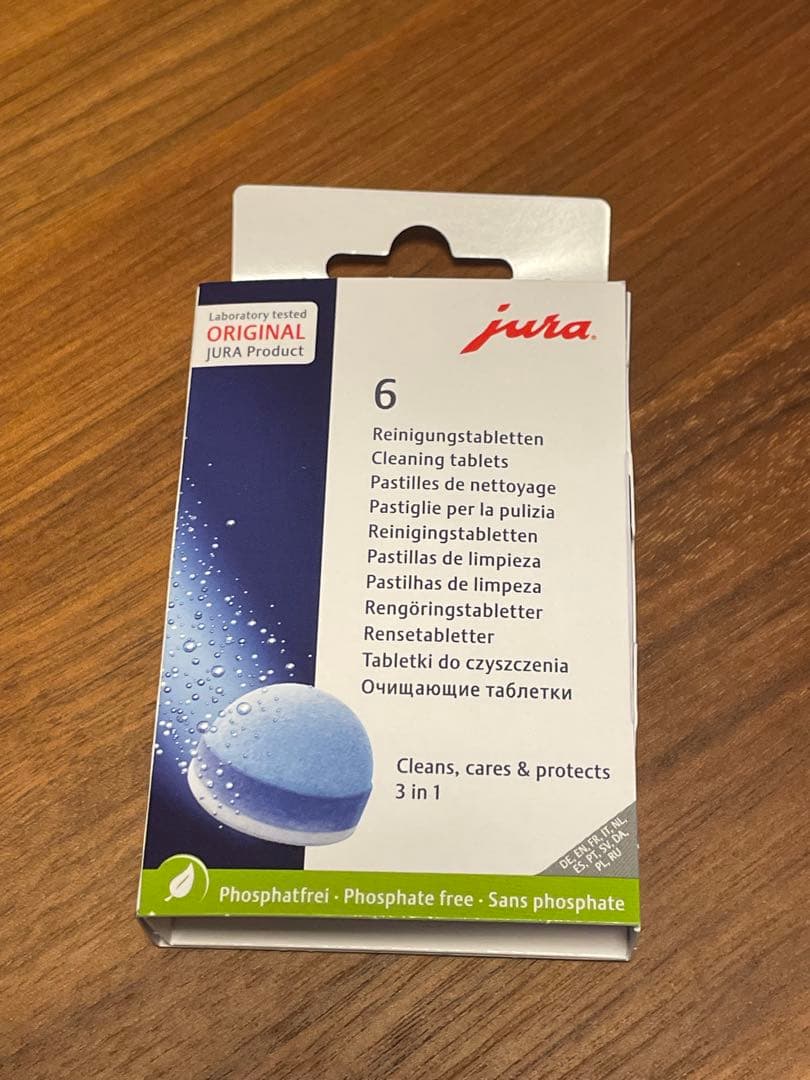 Laboratory tested
ORIGINAL
JURA Product
jura
6
Reinigungstabletten
Cleaning tablets
Pastilles de nettoyage
Pastiglie per la pulizia
Reinigingstabletten
Pastillas de limpieza
Pastilhas de limpeza
Rengöringstabletter
Rensetabletter
Tabletki do czyszczenia
Очищающие таблетки
Cleans, cares & protects
3 in 1
DE, EN, FR, IT, NL,
ES, PT, SV, DA,
PL, RU
Phosphatfrei · Phosphate free · Sans phosphate